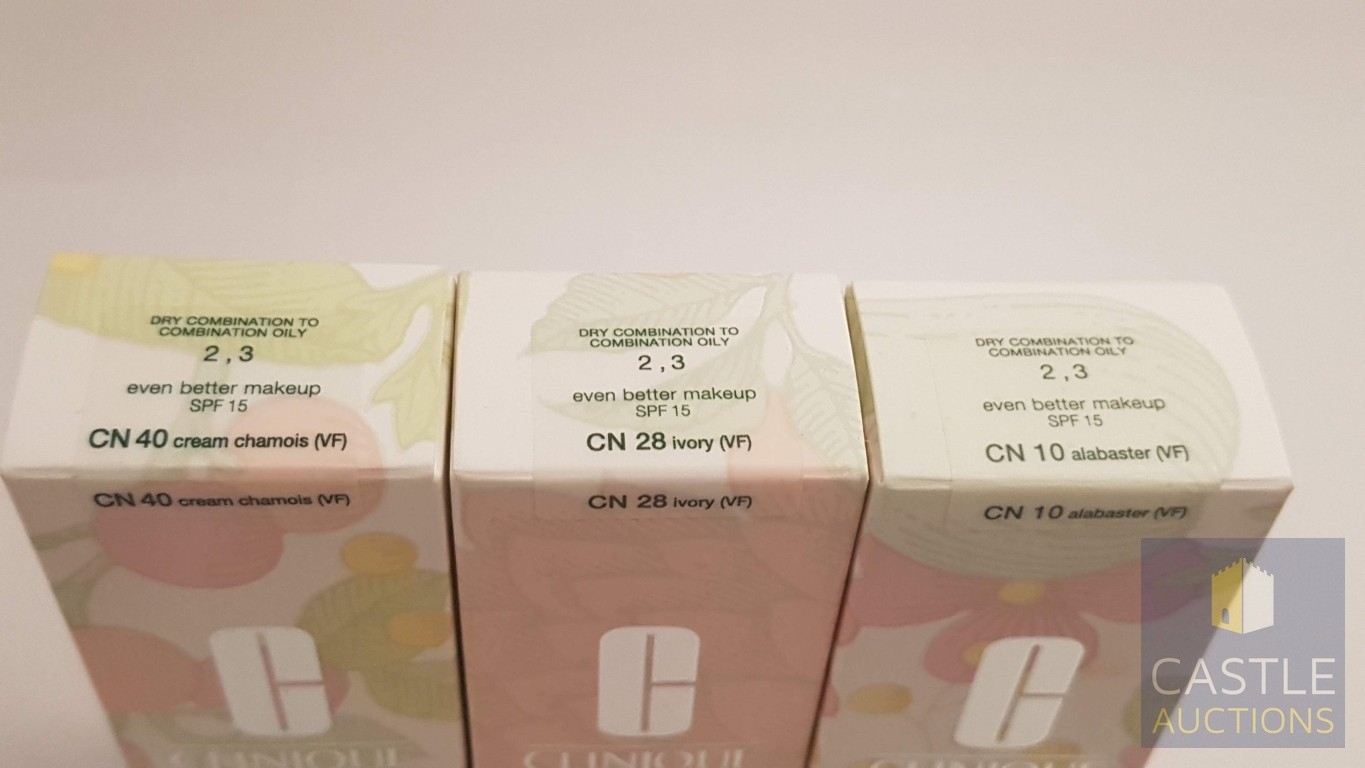 DRY COMBINATION TO
COMBINATION OILY
2 , 3
even better makeup
SPF 15
CN 40 cream chamois (VF)
CN 40 cream chamois (VF)
CLINIQUE
DRY COMBINATION TO
COMBINATION OILY
2 , 3
even better makeup
SPF 15
CN 28 ivory (VF)
CN 28 ivory (VF)
CLINIQUE
DRY COMBINATION TO
COMBINATION OILY
2 , 3
even better makeup
SPF 15
CN 10 alabaster (VF)
CN 10 alabaster (VF)
CLINIQUE
CASTLE
AUCTIONS